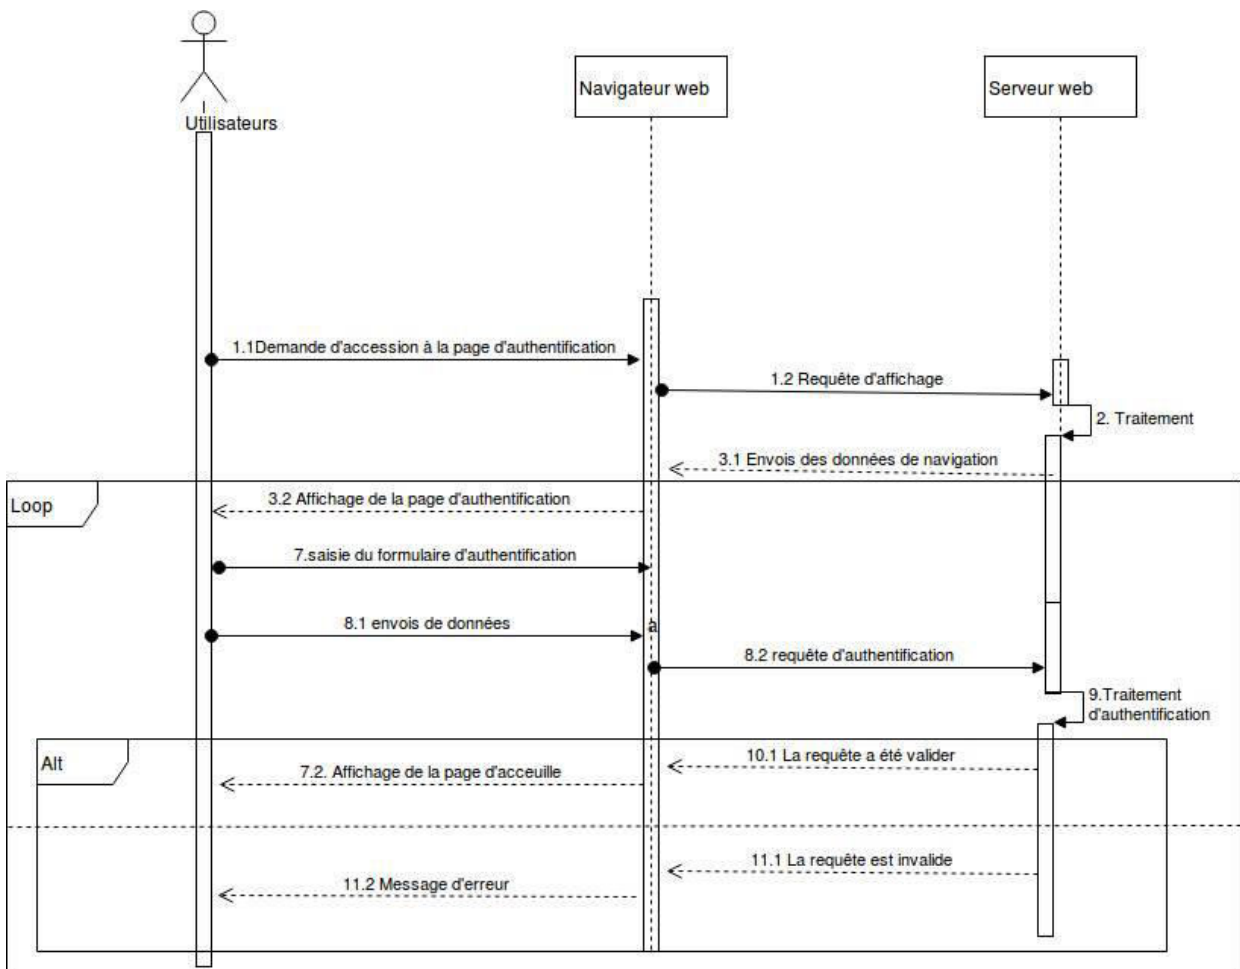 Utilisateurs
Navigateur web
Serveur web
1.1Demande d'accession à la page d'authentification
1.2 Requête d'affichage
2. Traitement
3.1 Envois des données de navigation
Loop
3.2 Affichage de la page d'authentification
7.saisie du formulaire d'authentification
8.1 envois de données
a
8.2 requête d'authentification
9.Traitement
d'authentification
Alt
10.1 La requête a été valider
7.2. Affichage de la page d'acceuille
11.1 La requête est invalide
11.2 Message d'erreur